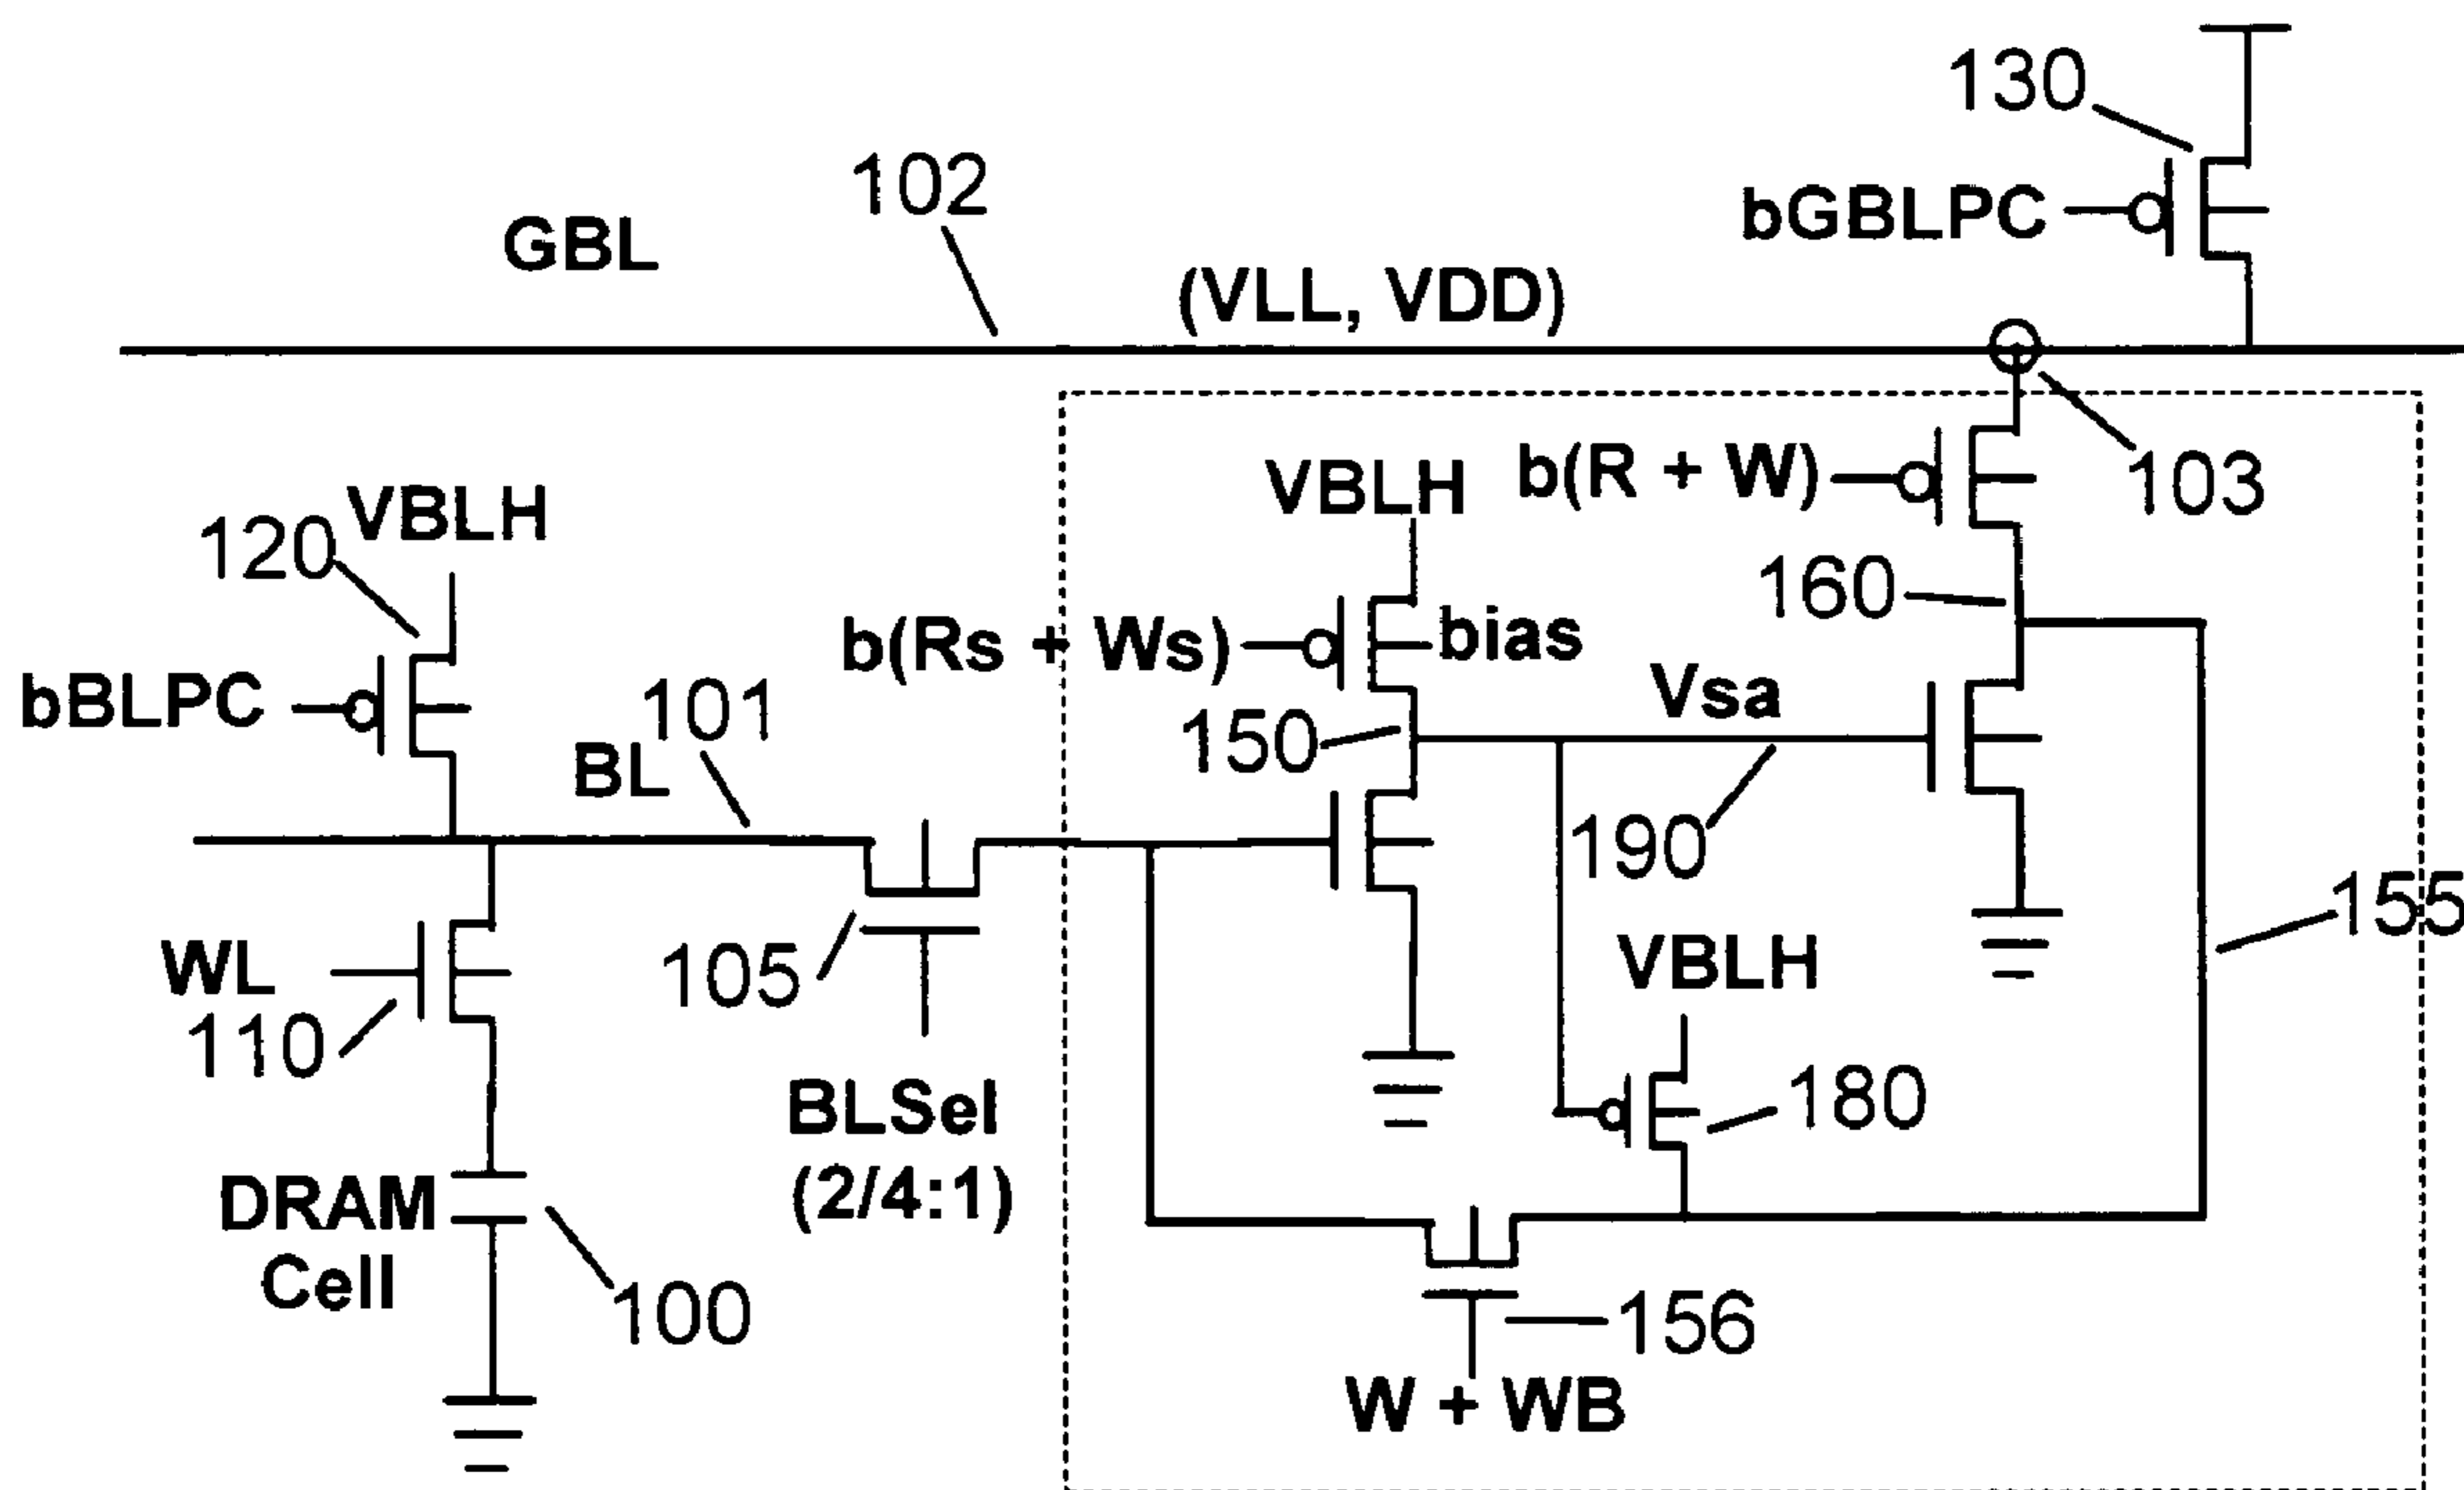 130
102
bGBLPC
GBL
(VLL, VDD)
VBLH
b(R + W)
103
VBLH
120
160
b(Rs + Ws)
bias
bBLPC
101
Vsa
150
BL
190
155
WL
105
VBLH
110
180
BLSel
(2/4:1)
DRAM
Cell
100
156
W + WB